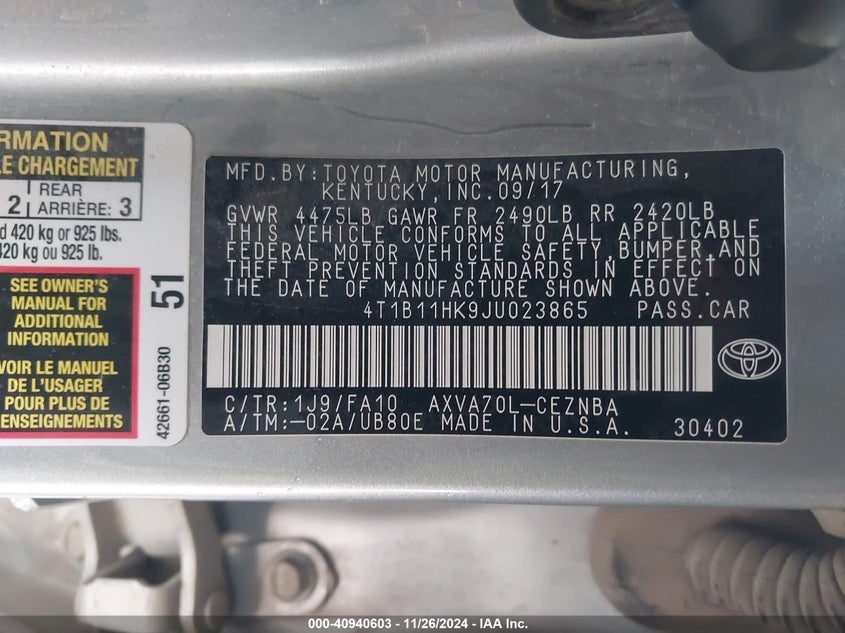 RMATION
LE CHARGEMENT
2 REAR
ARRIÈRE: 3
d 420 kg or 925 lbs.
420 kg ou 925 lb.
SEE OWNER'S
MANUAL FOR
ADDITIONAL
INFORMATION
VOIR LE MANUEL
DE L'USAGER
POUR PLUS DE
ENSEIGNEMENTS
51
42661-06B30
MFD.BY:TOYOTA MOTOR MANUFACTURING,
KENTUCKY,INC.09/17
GVWR 4475LB GAWR FR 2490LB RR 2420LB
THIS VEHICLE CONFORMS TO ALL APPLICABLE
FEDERAL MOTOR VEHICLE SAFETY,BUMPER,AND
THEFT PREVENTION STANDARDS IN EFFECT ON
THE DATE OF MANUFACTURE SHOWN ABOVE.
4T1B11HK9JU023865 PASS.CAR
C/TR:1J9/FA10 AXVA70L-CEZNBA
A/TM:-02A/UB80E MADE IN U.S.A. 30402
000-40940603 - 11/26/2024 - IAA Inc.